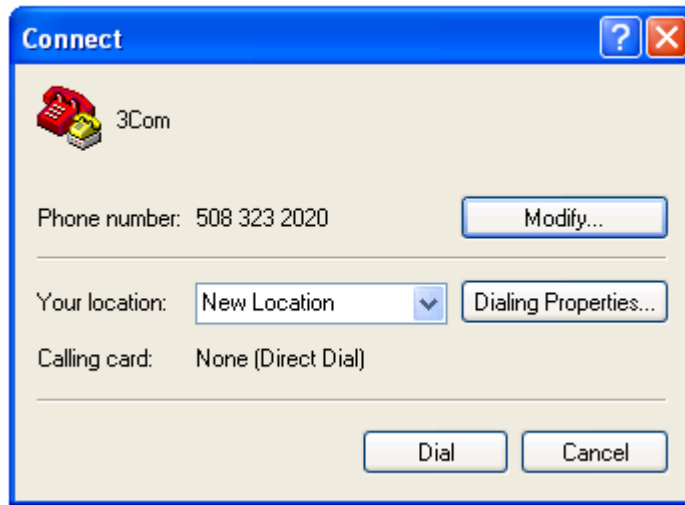 Connect
3Com
Phone number: 508 323 2020 Modify...
Your location: New Location Dialing Properties...
Calling card: None (Direct Dial)
Dial Cancel